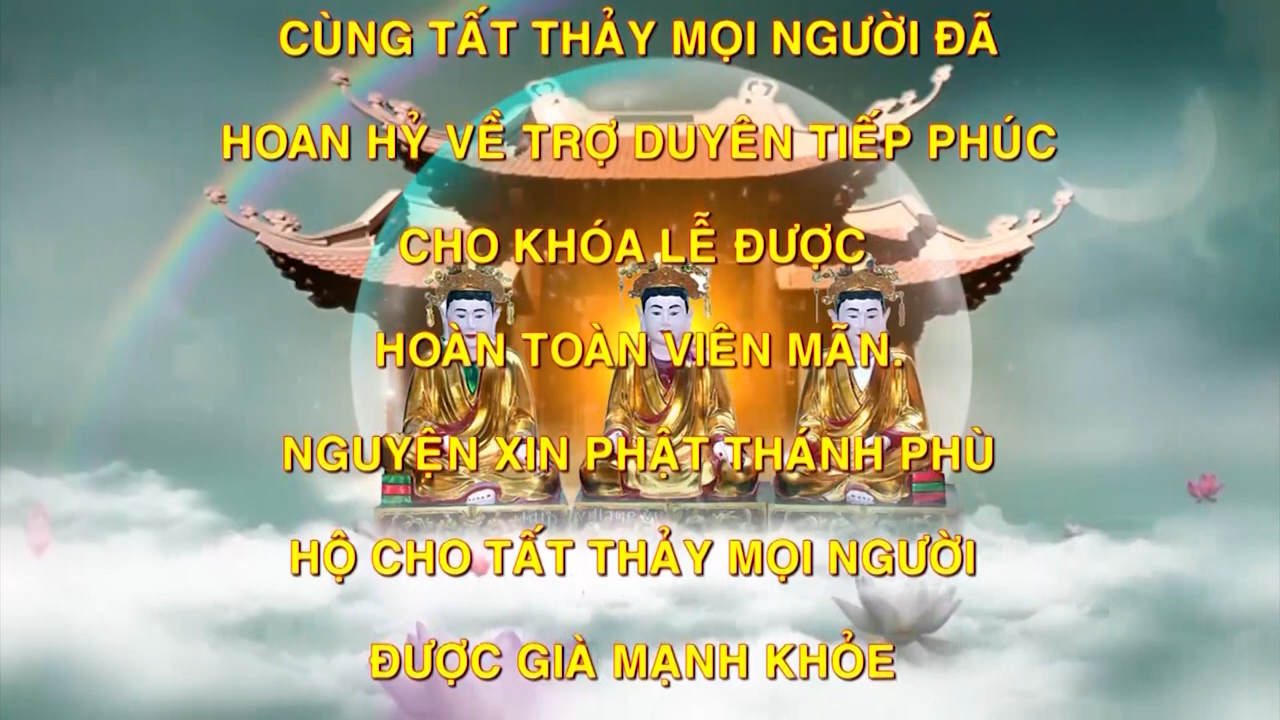 CÙNG TẤT THẢY MỌI NGƯỜI ĐÃ
HOAN HỶ VỀ TRỢ DUYÊN TIẾP PHÚC
CHO KHÓA LỄ ĐƯỢC
HOÀN TOÀN VIÊN MÃN.
NGUYỆN XIN PHẬT THÁNH PHÙ
HỘ CHO TẤT THẢY MỌI NGƯỜI
ĐƯỢC GIÀ MẠNH KHỎE